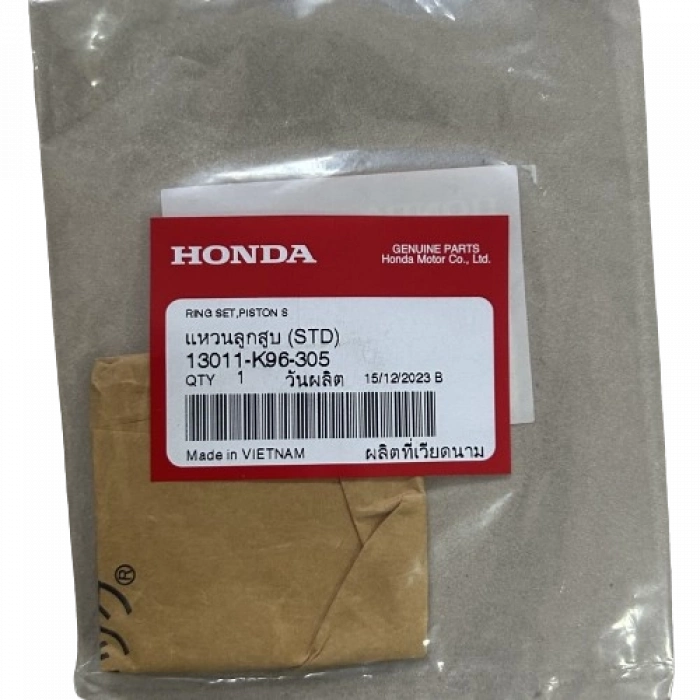 HONDA
GENUINE PARTS
Honda Motor Co., Ltd.
RING SET,PISTON S
แหวนลูกสูบ (STD)
13011-K96-305
QTY 1 วันผลิต 15/12/2023 B
Made in VIETNAM ผลิตที่เวียดนาม
ック®